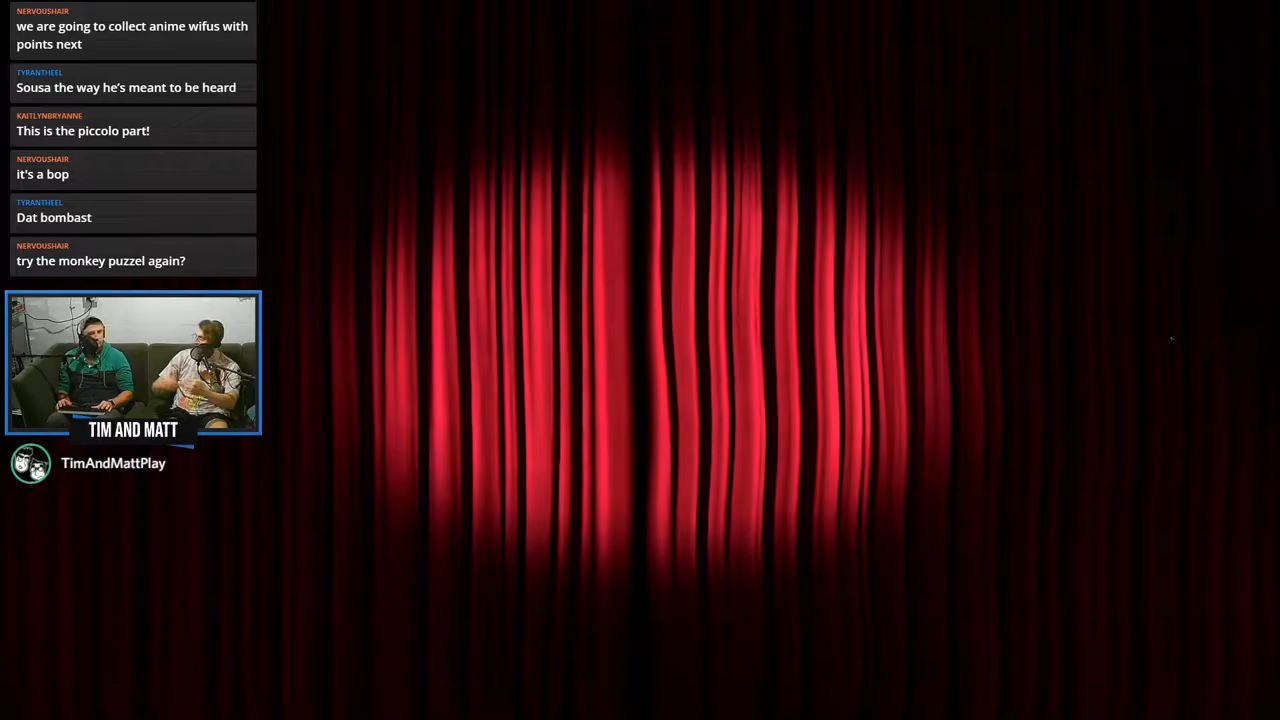 NERVOUSHAIR
we are going to collect anime wifus with
points next
TYRANTHEEL
Sousa the way he’s meant to be heard
KAITLYNBRYANNE
This is the piccolo part!
NERVOUSHAIR
it's a bop
TYRANTHEEL
Dat bombast
NERVOUSHAIR
try the monkey puzzel again?
TIM AND MATT
TimAndMattPlay